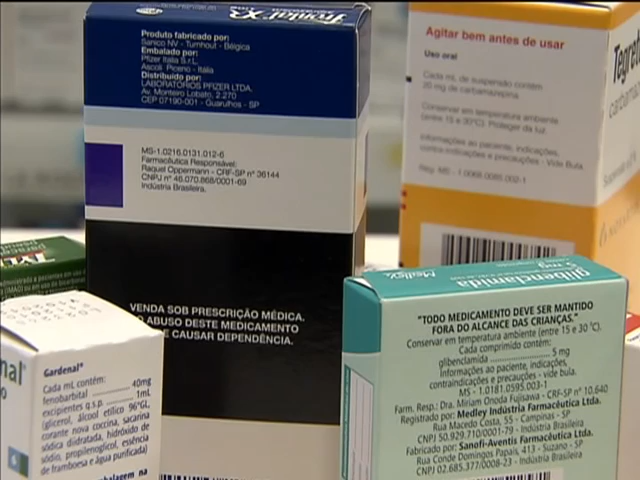 Frontal XR
Produto fabricado por:
Sanico NV - Turnhout - Bélgica
Embalado por:
Pfizer Italia S.r.L.
Ascoli Piceno - Itália
Distribuído por:
LABORATÓRIOS PFIZER LTDA.
Av. Monteiro Lobato, 2.270
CEP 07190-001 - Guarulhos - SP
MS-1.0216.0131.012-6
Farmacêutica Responsável:
Raquel Oppermann - CRF-SP nº 36144
CNPJ nº 46.070.868/0001-69
Indústria Brasileira.
VENDA SOB PRESCRIÇÃO MÉDICA.
O ABUSO DESTE MEDICAMENTO
E CAUSAR DEPENDÊNCIA.
Agitar bem antes de usar
Uso oral
Cada mL de suspensão contém
20 mg de carbamazepina.
Conservar em temperatura ambiente
(entre 15 e 30°C). Proteger da luz.
Informações ao paciente, indicações,
contra-indicações e precauções - Vide Bula.
Reg. MS - 1.0068.0085.002-1
Tegret
carbama
Gardenal®
Cada mL contém:
fenobarbital ........ 40mg
excipientes q.s.p. ........ 1mL
(glicerol, álcool etílico 96°GL,
corante nova coccina, sacarina
sódica diidratada, hidróxido de
sódio, propilenoglicol, essência
de framboesa e água purificada)
nal®
glibenclamida
5 mg
Medley
"TODO MEDICAMENTO DEVE SER MANTIDO
FORA DO ALCANCE DAS CRIANÇAS."
Conservar em temperatura ambiente (entre 15 e 30 °C).
Cada comprimido contém:
glibenclamida ........ 5 mg
Informações ao paciente, indicações,
contraindicações e precauções - vide bula.
MS - 1.0181.0595.003-1
Farm. Resp.: Dra. Miriam Onoda Fujisawa - CRF-SP nº 10.640
Registrado por: Medley Indústria Farmacêutica Ltda.
Rua Macedo Costa, 55 - Campinas - SP
CNPJ 50.929.710/0001-79 - Indústria Brasileira
Fabricado por: Sanofi-Aventis Farmacêutica Ltda.
Rua Conde Domingos Papais, 413 - Suzano - SP
CNPJ 02.685.377/0008-23 - Indústria Brasileira